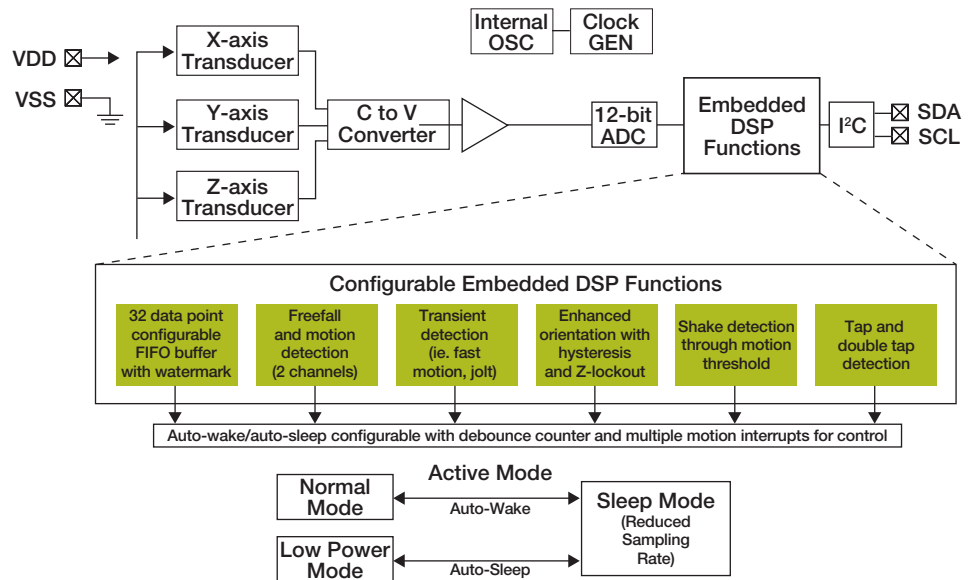 Internal
OSC
Clock
GEN
VDD
VSS
X-axis
Transducer
Y-axis
Transducer
Z-axis
Transducer
C to V
Converter
12-bit
ADC
Embedded
DSP
Functions
I²C
SDA
SCL
Configurable Embedded DSP Functions
32 data point
configurable
FIFO buffer
with watermark
Freefall
and motion
detection
(2 channels)
Transient
detection
(ie. fast
motion, jolt)
Enhanced
orientation with
hysteresis
and Z-lockout
Shake detection
through motion
threshold
Tap and
double tap
detection
Auto-wake/auto-sleep configurable with debounce counter and multiple motion interrupts for control
Active Mode
Normal
Mode
Auto-Wake
Low Power
Mode
Auto-Sleep
Sleep Mode
(Reduced
Sampling
Rate)